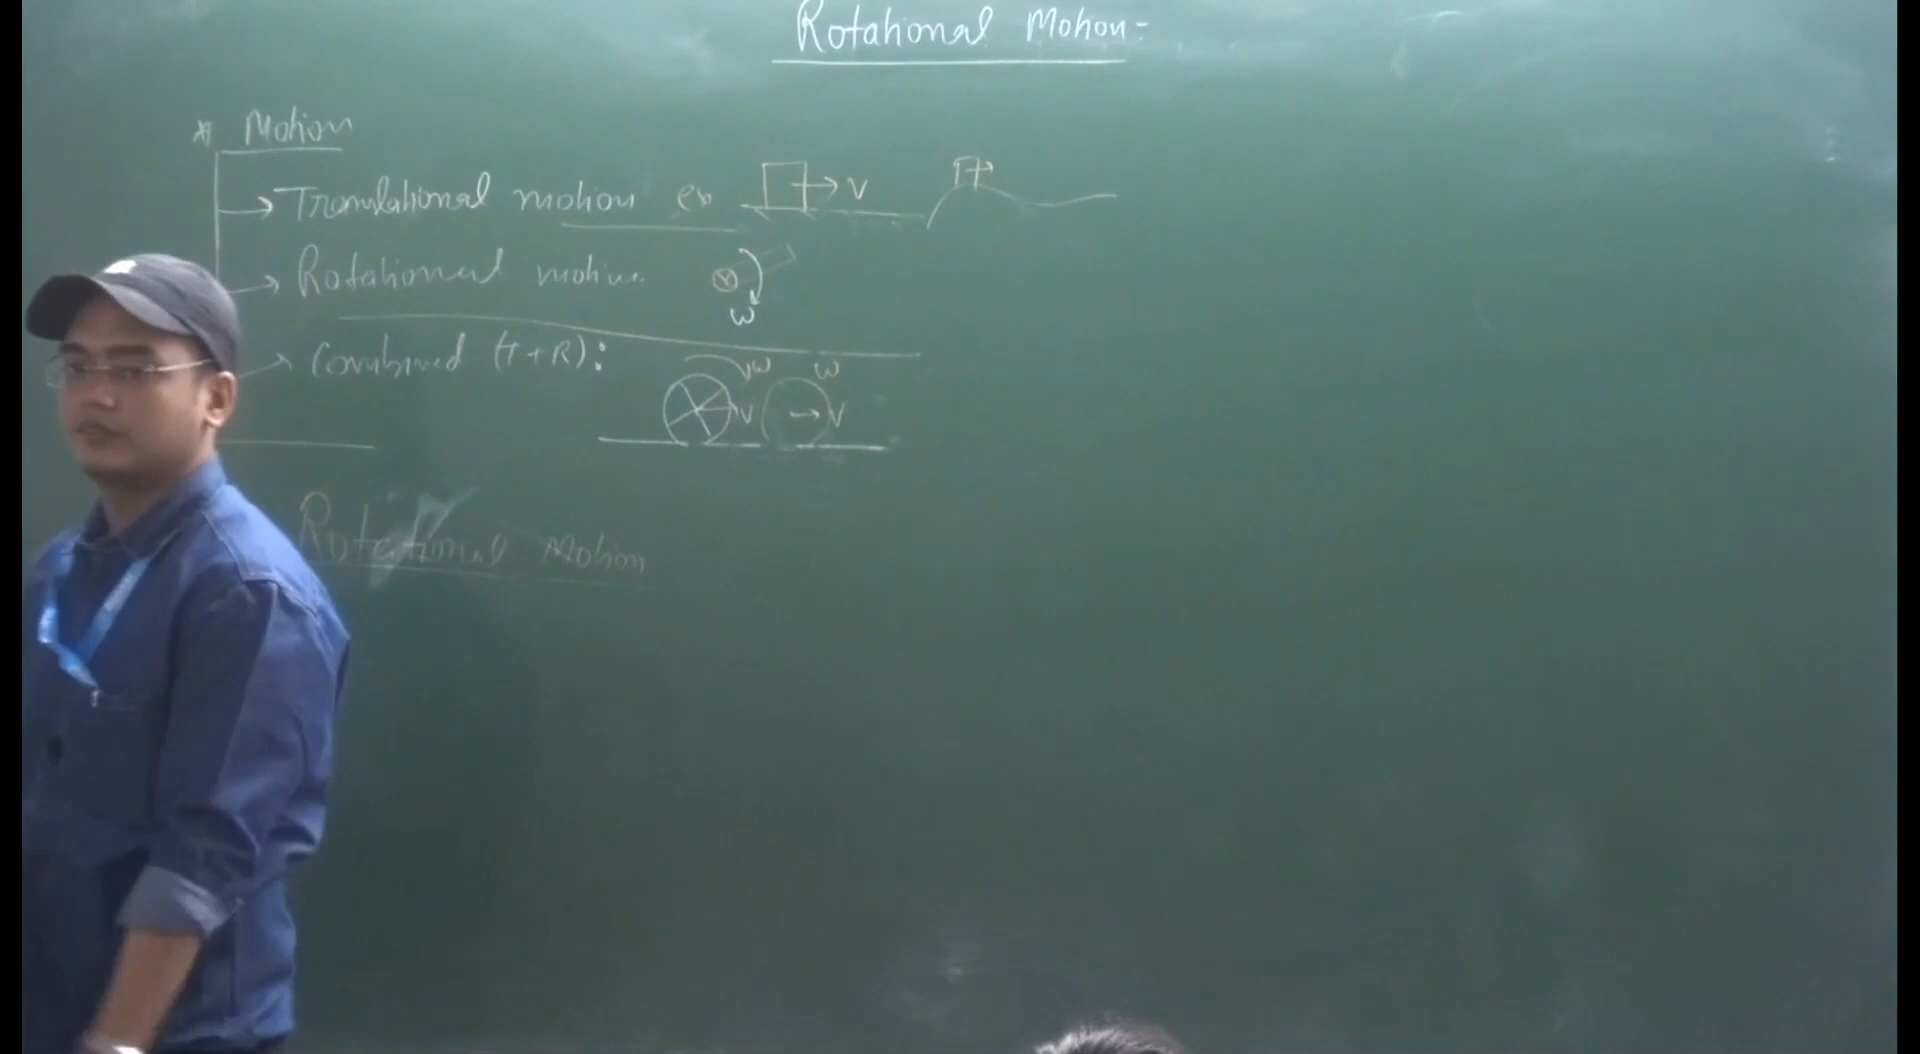 Rotational Motion:-
* Motion
→ Translational motion ex → V
→ Rotational motion
ω
→ Combined (T+R):
ω ω
V → V
Rotational Motion